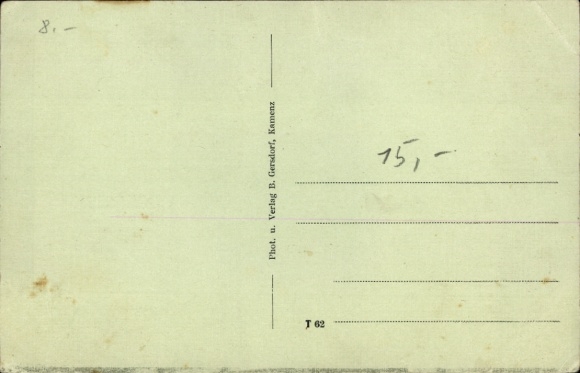 8.-
Phot. u. Verlag B. Gersdorf, Kamenz
15,-
T 62